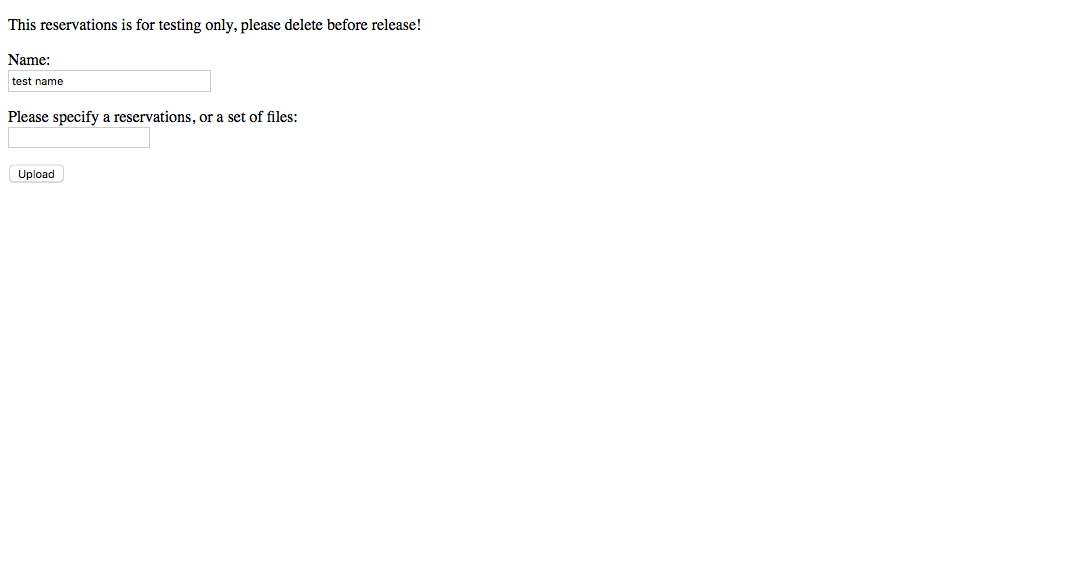 This reservations is for testing only, please delete before release!
Name:
test name
Please specify a reservations, or a set of files:
Upload